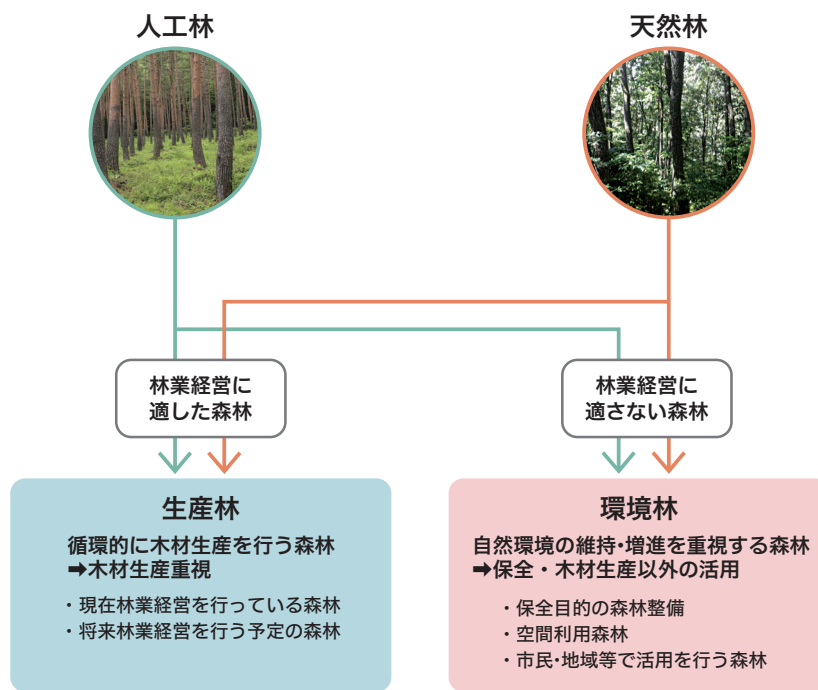 人工林
天然林
林業経営に
適した森林
林業経営に
適さない森林
生産林
循環的に木材生産を行う森林
➡木材生産重視
・現在林業経営を行っている森林
・将来林業経営を行う予定の森林
環境林
自然環境の維持・増進を重視する森林
➡保全・木材生産以外の活用
・保全目的の森林整備
・空間利用森林
・市民・地域等で活用を行う森林